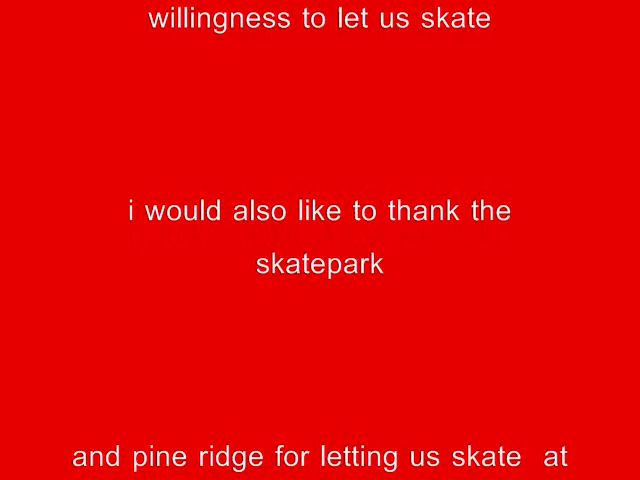 willingness to let us skate
i would also like to thank the
skatepark
and pine ridge for letting us skate  at